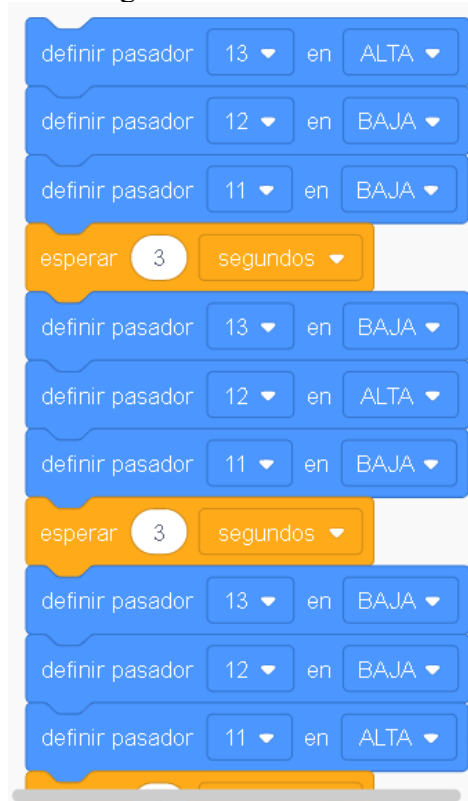 definir pasador 13 en ALTA
definir pasador 12 en BAJA
definir pasador 11 en BAJA
esperar 3 segundos
definir pasador 13 en BAJA
definir pasador 12 en ALTA
definir pasador 11 en BAJA
esperar 3 segundos
definir pasador 13 en BAJA
definir pasador 12 en BAJA
definir pasador 11 en ALTA